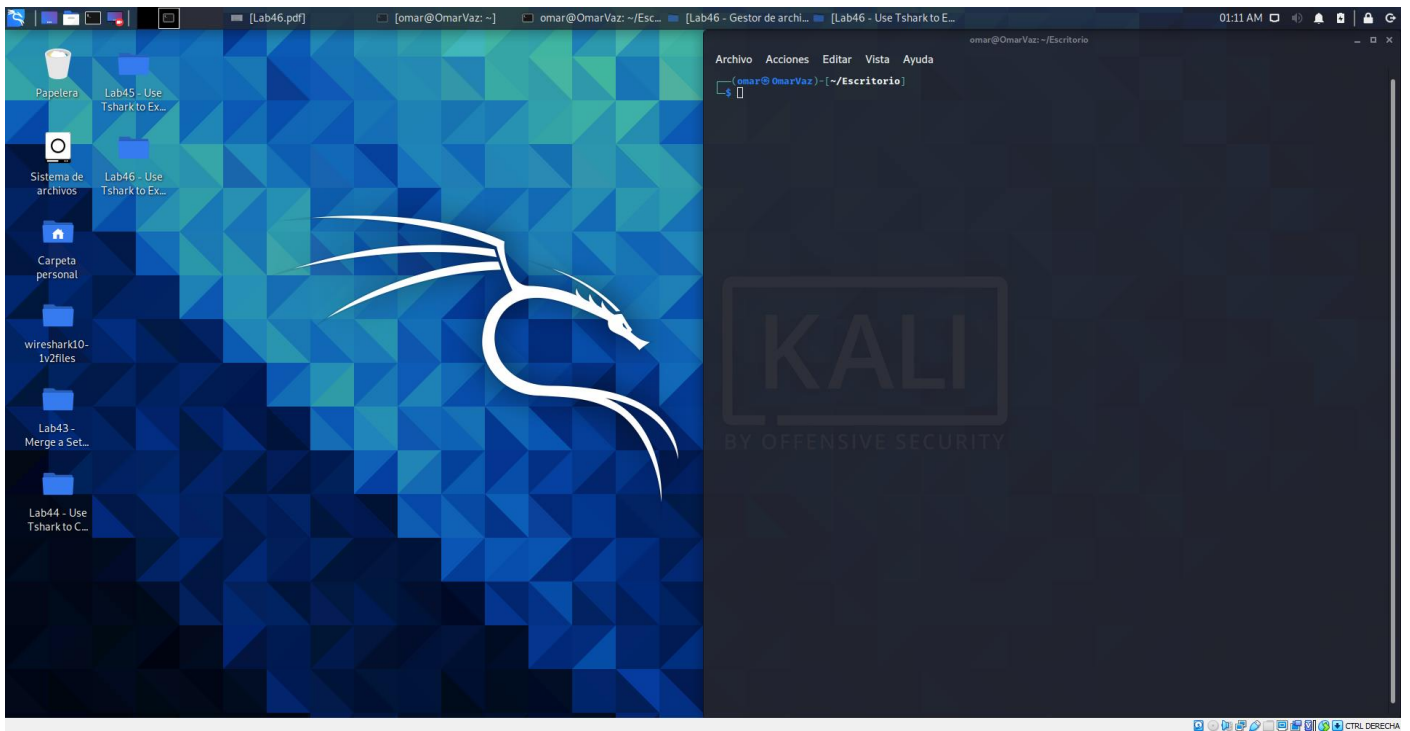 [Lab46.pdf]
[omar@OmarVaz: ~]
omar@OmarVaz: ~/Esc...
[Lab46 - Gestor de archi...
[Lab46 - Use Tshark to E...
01:11 AM
Papelera
Lab45 - Use
Tshark to Ex...
Sistema de
archivos
Lab46 - Use
Tshark to Ex...
Carpeta
personal
wireshark10-
1v2files
Lab43 -
Merge a Set...
Lab44 - Use
Tshark to C...
omar@OmarVaz: ~/Escritorio
Archivo Acciones Editar Vista Ayuda
(omar㉿OmarVaz)-[~/Escritorio]
$
KALI
BY OFFENSIVE SECURITY
CTRL DERECHA